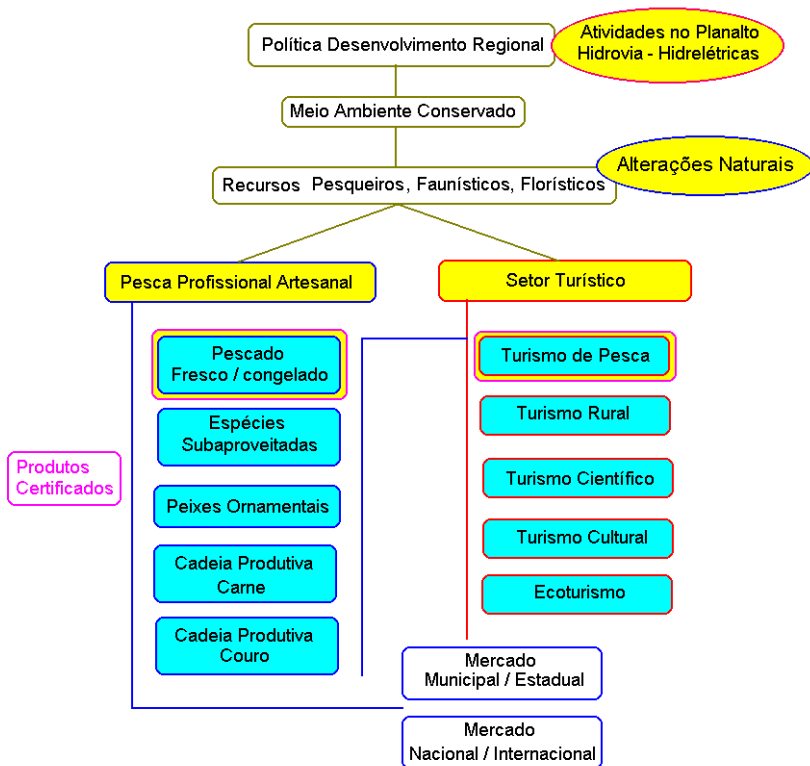 Política Desenvolvimento Regional
Atividades no Planalto
Hidrovia - Hidrelétricas
Meio Ambiente Conservado
Recursos Pesqueiros, Faunísticos, Florísticos
Alterações Naturais
Pesca Profissional Artesanal
Setor Turístico
Pescado
Fresco / congelado
Espécies
Subaproveitadas
Peixes Ornamentais
Cadeia Produtiva
Carne
Cadeia Produtiva
Couro
Produtos
Certificados
Turismo de Pesca
Turismo Rural
Turismo Científico
Turismo Cultural
Ecoturismo
Mercado
Municipal / Estadual
Mercado
Nacional / Internacional